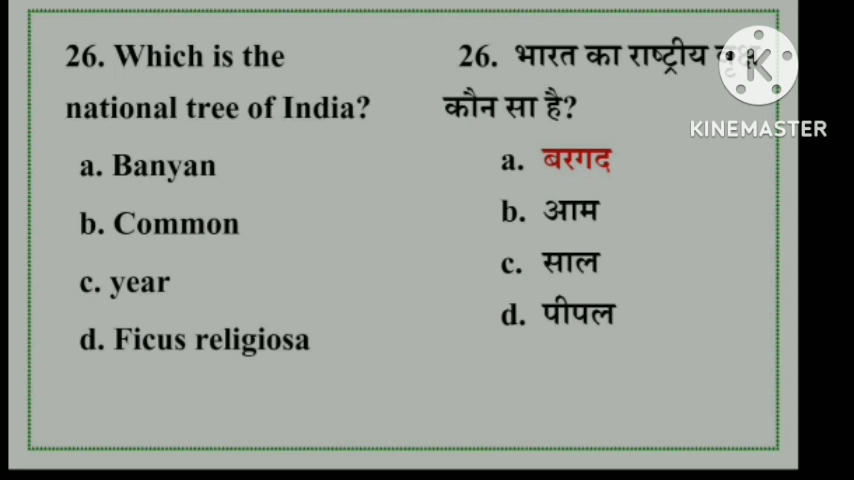 26. Which is the
national tree of India?
a. Banyan
b. Common
c. year
d. Ficus religiosa
26. भारत का राष्ट्रीय
कौन सा है?
a. बरगद
b. आम
c. साल
d. पीपल
KINEMASTER